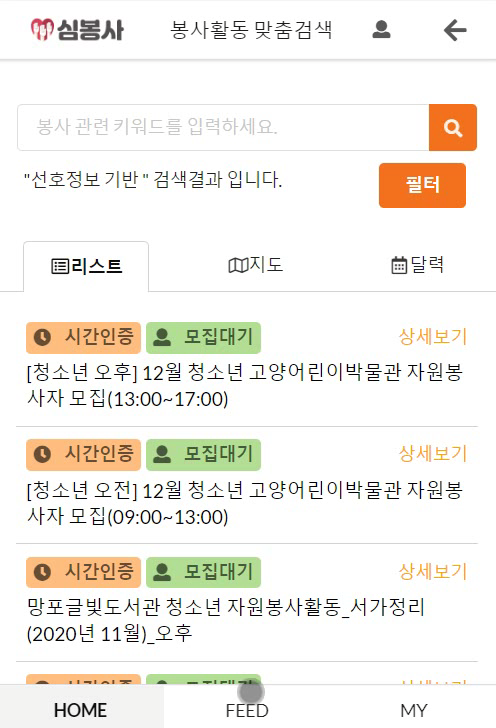 심봉사 봉사활동 맞춤검색
봉사 관련 키워드를 입력하세요.
"선호정보 기반 " 검색결과 입니다.
필터
리스트 지도 달력
시간인증 모집대기 상세보기
[청소년 오후] 12월 청소년 고양어린이박물관 자원봉
사자 모집(13:00~17:00)
시간인증 모집대기 상세보기
[청소년 오전] 12월 청소년 고양어린이박물관 자원봉
사자 모집(09:00~13:00)
시간인증 모집대기 상세보기
망포글빛도서관 청소년 자원봉사활동_서가정리
(2020년 11월)_오후
HOME FEED MY